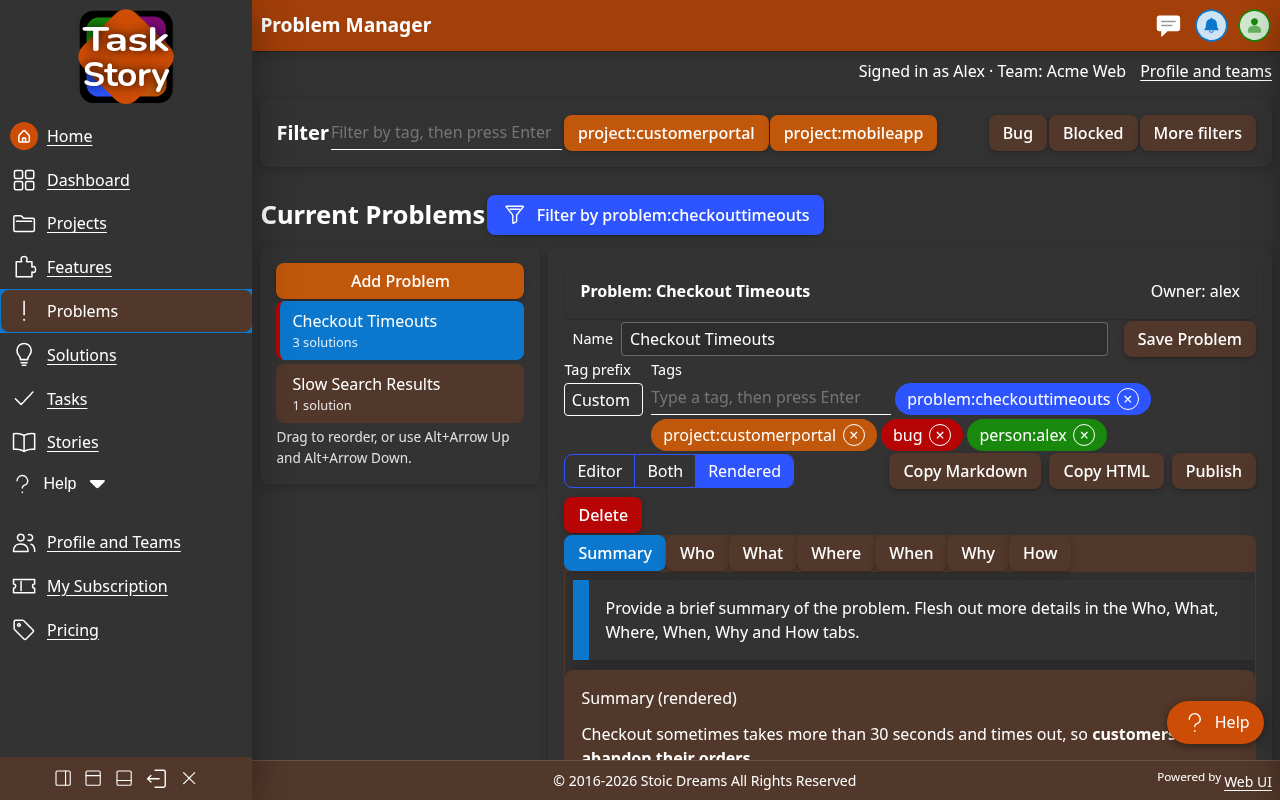 Task
Story
Home
Dashboard
Projects
Features
Problems
Solutions
Tasks
Stories
Help
Profile and Teams
My Subscription
Pricing
Problem Manager
Signed in as Alex · Team: Acme Web Profile and teams
Filter Filter by tag, then press Enter project:customerportal project:mobileapp Bug Blocked More filters
Current Problems Filter by problem:checkouttimeouts
Add Problem
Checkout Timeouts
3 solutions
Slow Search Results
1 solution
Drag to reorder, or use Alt+Arrow Up
and Alt+Arrow Down.
Problem: Checkout Timeouts Owner: alex
Name Checkout Timeouts Save Problem
Tag prefix Tags
Custom Type a tag, then press Enter problem:checkouttimeouts
project:customerportal bug person:alex
Editor Both Rendered Copy Markdown Copy HTML Publish
Delete
Summary Who What Where When Why How
Provide a brief summary of the problem. Flesh out more details in the Who, What,
Where, When, Why and How tabs.
Summary (rendered)
Checkout sometimes takes more than 30 seconds and times out, so customers
abandon their orders
Help
© 2016-2026 Stoic Dreams All Rights Reserved
Powered by Web UI